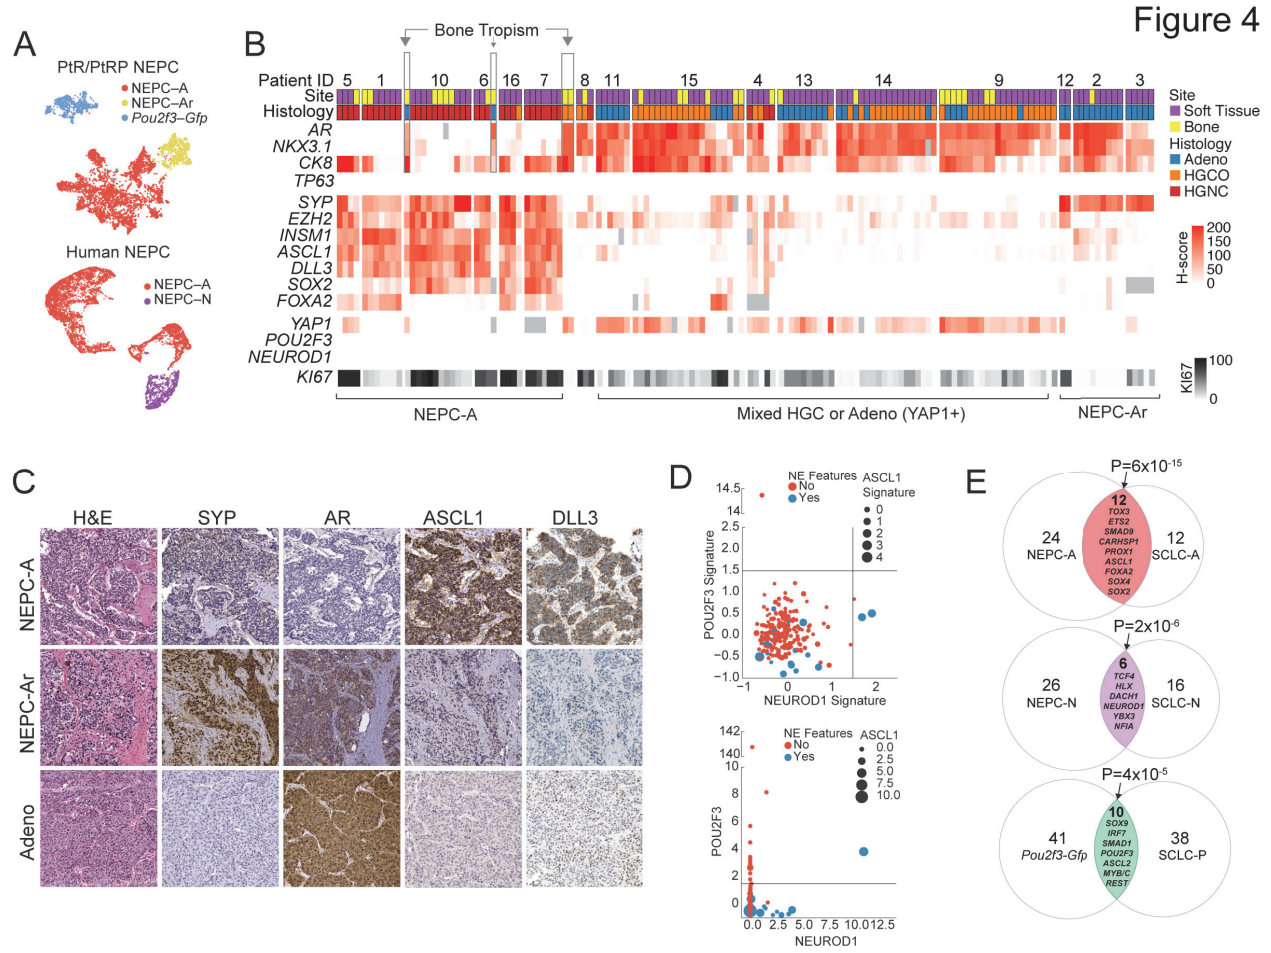 Figure 4
A
PtR/PtRP NEPC
NEPC–A
NEPC–Ar
Pou2f3–Gfp
Human NEPC
NEPC–A
NEPC–N
B
Bone Tropism
Patient ID 5 1 10 6 16 7 8 11 15 4 13 14 9 12 2 3
Site
Histology
AR
NKX3.1
CK8
TP63
SYP
EZH2
INSM1
ASCL1
DLL3
SOX2
FOXA2
YAP1
POU2F3
NEUROD1
KI67
NEPC-A
Mixed HGC or Adeno (YAP1+)
NEPC-Ar
Site
Soft Tissue
Bone
Histology
Adeno
HGCO
HGNC
H-score
200
150
100
50
0
KI67
100
0
C
H&E SYP AR ASCL1 DLL3
NEPC-A
NEPC-Ar
Adeno
D
NE Features
No
Yes
ASCL1
Signature
0
1
2
3
4
POU2F3 Signature
14.5
14.5
2.5
2.0
1.5
1.0
0.5
0.0
−0.5
−1.0
−1 0 1 2
NEUROD1 Signature
NE Features
No
Yes
ASCL1
0.0
2.5
5.0
7.5
10.0
POU2F3
142
140
10
8
6
4
2
0
0.0 2.5 5.0 7.5 10.0 12.5
NEUROD1
E
P=6x10-15
24
NEPC-A
12
TOX3
ETS2
SMAD9
CARHSP1
PROX1
ASCL1
FOXA2
SOX4
SOX2
12
SCLC-A
P=2x10-6
26
NEPC-N
6
TCF4
HLX
DACH1
NEUROD1
YBX3
NFIA
16
SCLC-N
P=4x10-5
41
Pou2f3-Gfp
10
SOX9
IRF7
SMAD1
POU2F3
ASCL2
MYB/C
REST
38
SCLC-P